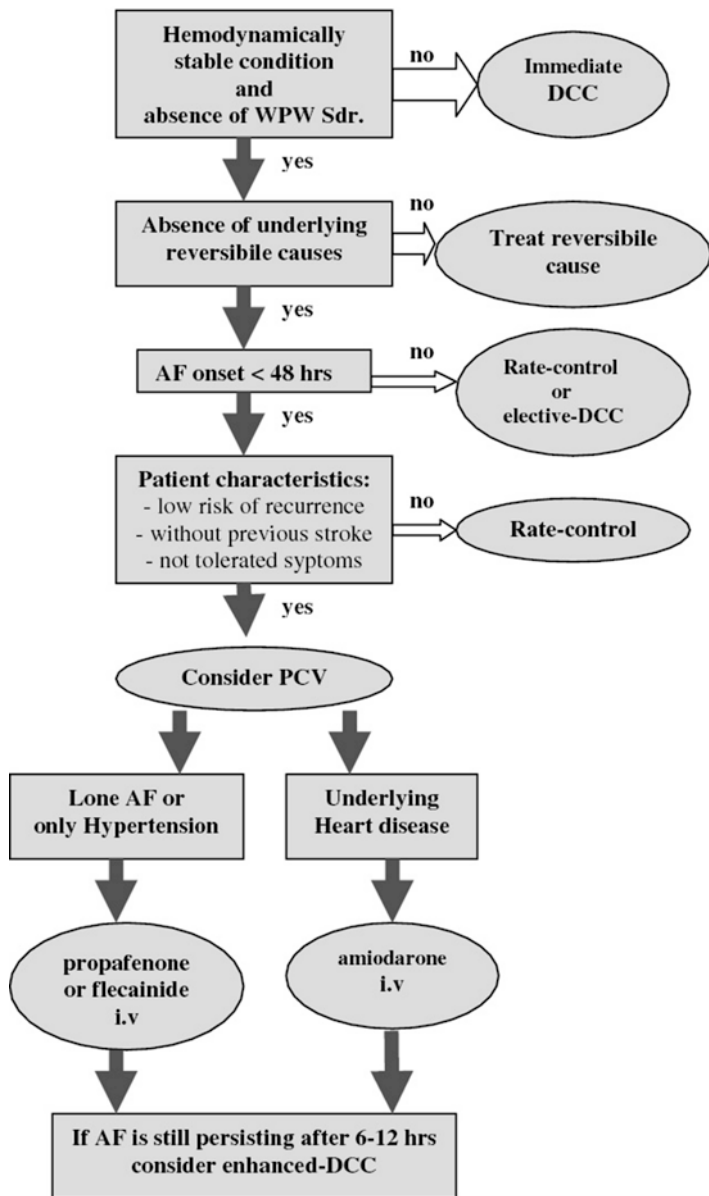 Hemodynamically
stable condition
and
absence of WPW Sdr.
no
Immediate
DCC
yes
Absence of underlying
reversibile causes
no
Treat reversibile
cause
yes
AF onset < 48 hrs
no
Rate-control
or
elective-DCC
yes
Patient characteristics:
- low risk of recurrence
- without previous stroke
- not tolerated syptoms
no
Rate-control
yes
Consider PCV
Lone AF or
only Hypertension
Underlying
Heart disease
propafenone
or flecainide
i.v
amiodarone
i.v
If AF is still persisting after 6-12 hrs
consider enhanced-DCC